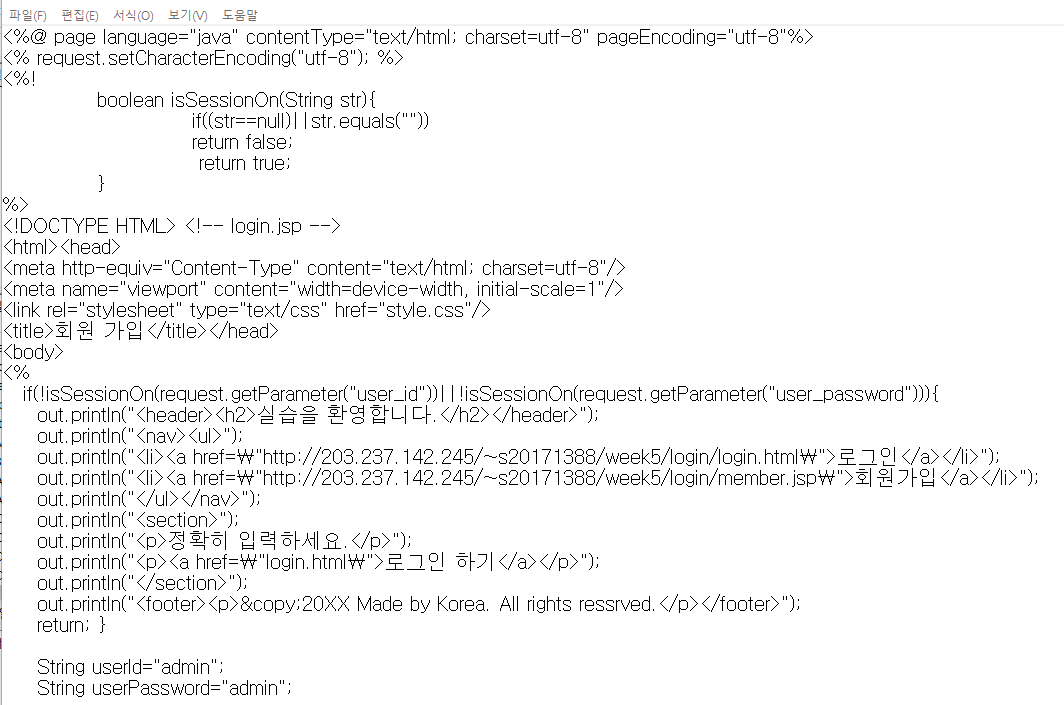 파일(F) 편집(E) 서식(O) 보기(V) 도움말
<%@ page language="java" contentType="text/html; charset=utf-8" pageEncoding="utf-8"%>
<% request.setCharacterEncoding("utf-8"); %>
<%!
boolean isSessionOn(String str){
if((str==null)||str.equals(""))
return false;
return true;
}
%>
<!DOCTYPE HTML> <!-- login.jsp -->
<html><head>
<meta http-equiv="Content-Type" content="text/html; charset=utf-8"/>
<meta name="viewport" content="width=device-width, initial-scale=1"/>
<link rel="stylesheet" type="text/css" href="style.css"/>
<title>회원 가입</title></head>
<body>
<%
if(!isSessionOn(request.getParameter("user_id"))||!isSessionOn(request.getParameter("user_password"))){
out.println("<header><h2>실습을 환영합니다.</h2></header>");
out.println("<nav><ul>");
out.println("<li><a href=₩"http://203.237.142.245/~s20171388/week5/login/login.html₩">로그인</a></li>");
out.println("<li><a href=₩"http://203.237.142.245/~s20171388/week5/login/member.jsp₩">회원가입</a></li>");
out.println("</ul></nav>");
out.println("<section>");
out.println("<p>정확히 입력하세요.</p>");
out.println("<p><a href=₩"login.html₩">로그인 하기</a></p>");
out.println("</section>");
out.println("<footer><p>&copy;20XX Made by Korea. All rights ressrved.</p></footer>");
return; }
String userId="admin";
String userPassword="admin";